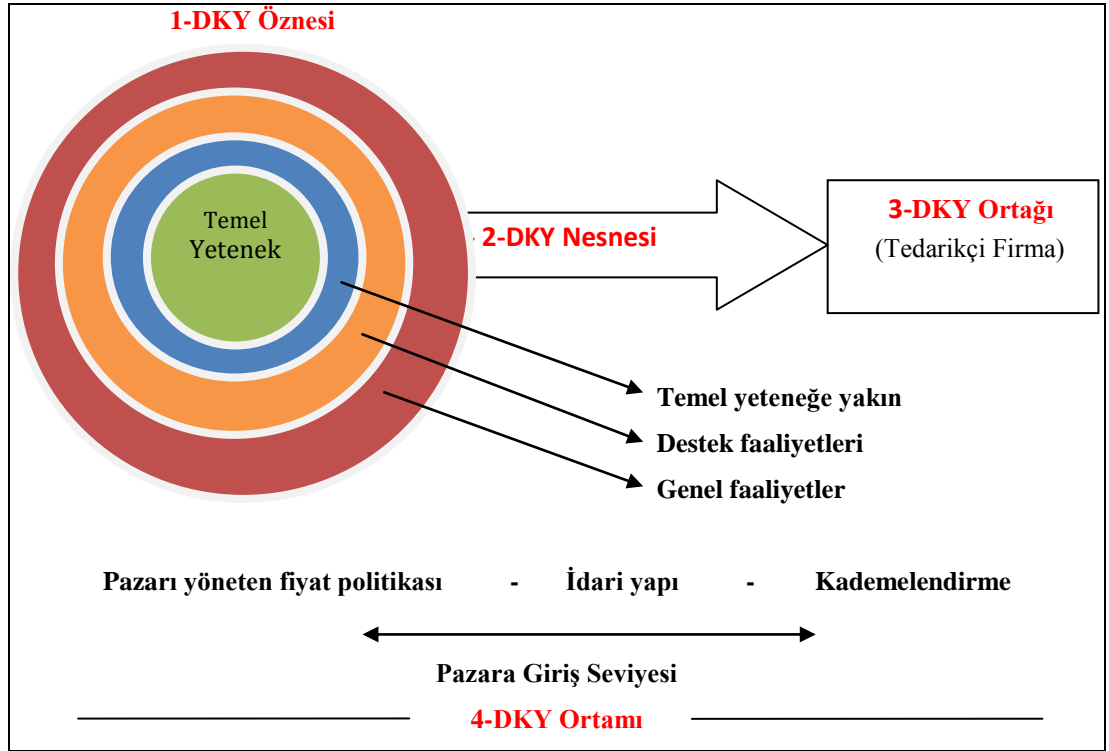 1-DKY Öznesi
Temel
Yetenek
2-DKY Nesnesi
3-DKY Ortağı
(Tedarikçi Firma)
Temel yeteneğe yakın
Destek faaliyetleri
Genel faaliyetler
Pazarı yöneten fiyat politikası - İdari yapı - Kademelendirme
Pazara Giriş Seviyesi
4-DKY Ortamı